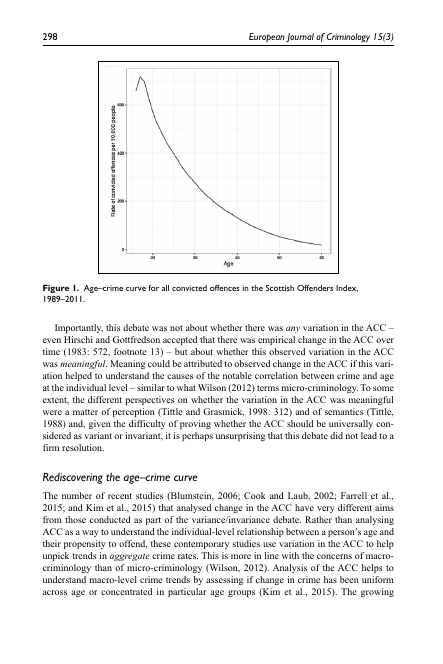 298
European Journal of Criminology 15(3)
Rate of convicted offences per 10,000 people
600
400
200
0
20
30
40
50
60
Age
Figure 1. Age–crime curve for all convicted offences in the Scottish Offenders Index,
1989–2011.
Importantly, this debate was not about whether there was any variation in the ACC –
even Hirschi and Gottfredson accepted that there was empirical change in the ACC over
time (1983: 572, footnote 13) – but about whether this observed variation in the ACC
was meaningful. Meaning could be attributed to observed change in the ACC if this vari-
ation helped to understand the causes of the notable correlation between crime and age
at the individual level – similar to what Wilson (2012) terms micro-criminology. To some
extent, the different perspectives on whether the variation in the ACC was meaningful
were a matter of perception (Tittle and Grasmick, 1998: 312) and of semantics (Tittle,
1988) and, given the difficulty of proving whether the ACC should be universally con-
sidered as variant or invariant, it is perhaps unsurprising that this debate did not lead to a
firm resolution.
Rediscovering the age–crime curve
The number of recent studies (Blumstein, 2006; Cook and Laub, 2002; Farrell et al.,
2015; and Kim et al., 2015) that analysed change in the ACC have very different aims
from those conducted as part of the variance/invariance debate. Rather than analysing
ACC as a way to understand the individual-level relationship between a person's age and
their propensity to offend, these contemporary studies use variation in the ACC to help
unpick trends in aggregate crime rates. This is more in line with the concerns of macro-
criminology than of micro-criminology (Wilson, 2012). Analysis of the ACC helps to
understand macro-level crime trends by assessing if change in crime has been uniform
across age or concentrated in particular age groups (Kim et al., 2015). The growing